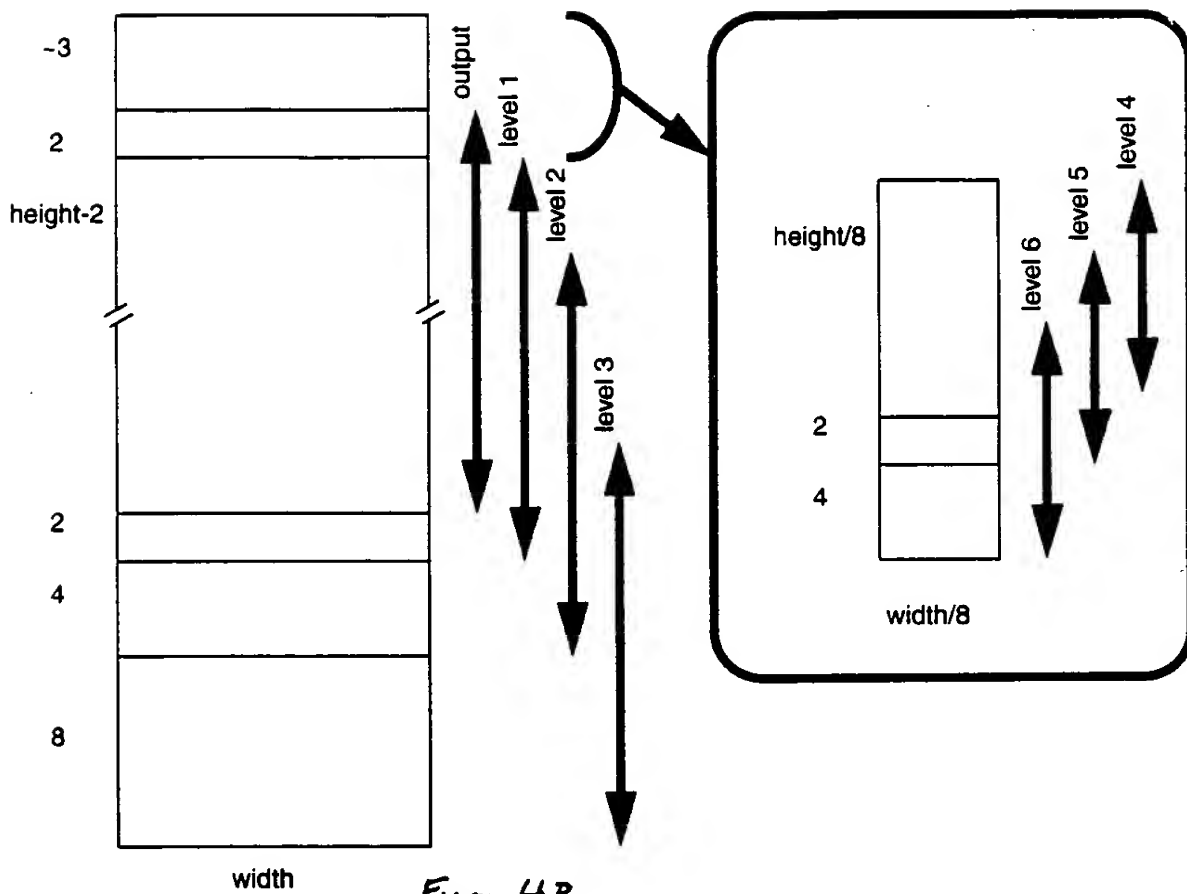 ~3
2
height-2
2
4
8
width
output
level 1
level 2
level 3
height/8
2
4
width/8
level 6
level 5
level 4